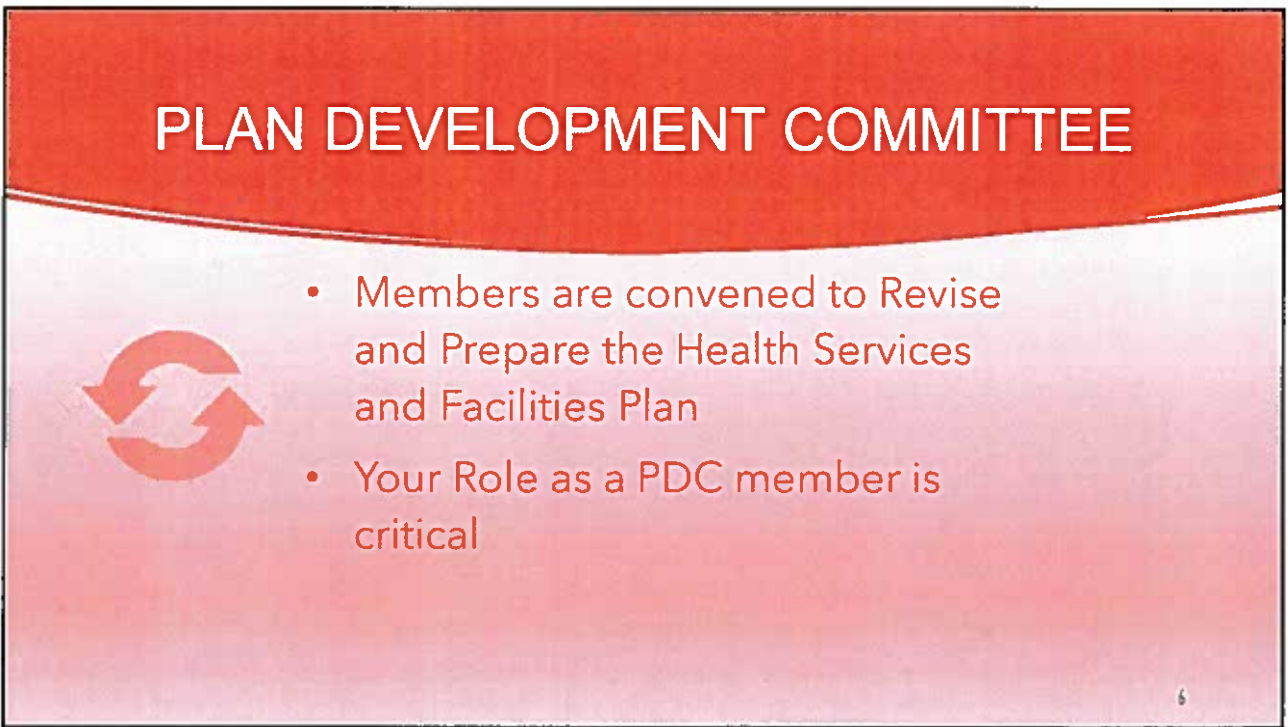 PLAN DEVELOPMENT COMMITTEE
• Members are convened to Revise
and Prepare the Health Services
and Facilities Plan
• Your Role as a PDC member is
critical
6